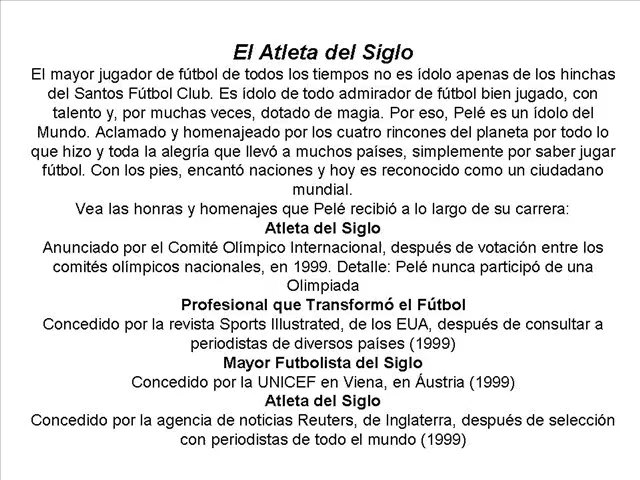 El Atleta del Siglo
El mayor jugador de fútbol de todos los tiempos no es ídolo apenas de los hinchas
del Santos Fútbol Club. Es ídolo de todo admirador de fútbol bien jugado, con
talento y, por muchas veces, dotado de magia. Por eso, Pelé es un ídolo del
Mundo. Aclamado y homenajeado por los cuatro rincones del planeta por todo lo
que hizo y toda la alegría que llevó a muchos países, simplemente por saber jugar
fútbol. Con los pies, encantó naciones y hoy es reconocido como un ciudadano
mundial.
Vea las honras y homenajes que Pelé recibió a lo largo de su carrera:
Atleta del Siglo
Anunciado por el Comité Olímpico Internacional, después de votación entre los
comités olímpicos nacionales, en 1999. Detalle: Pelé nunca participó de una
Olimpiada
Profesional que Transformó el Fútbol
Concedido por la revista Sports Illustrated, de los EUA, después de consultar a
periodistas de diversos países (1999)
Mayor Futbolista del Siglo
Concedido por la UNICEF en Viena, en Áustria (1999)
Atleta del Siglo
Concedido por la agencia de noticias Reuters, de Inglaterra, después de selección
con periodistas de todo el mundo (1999)